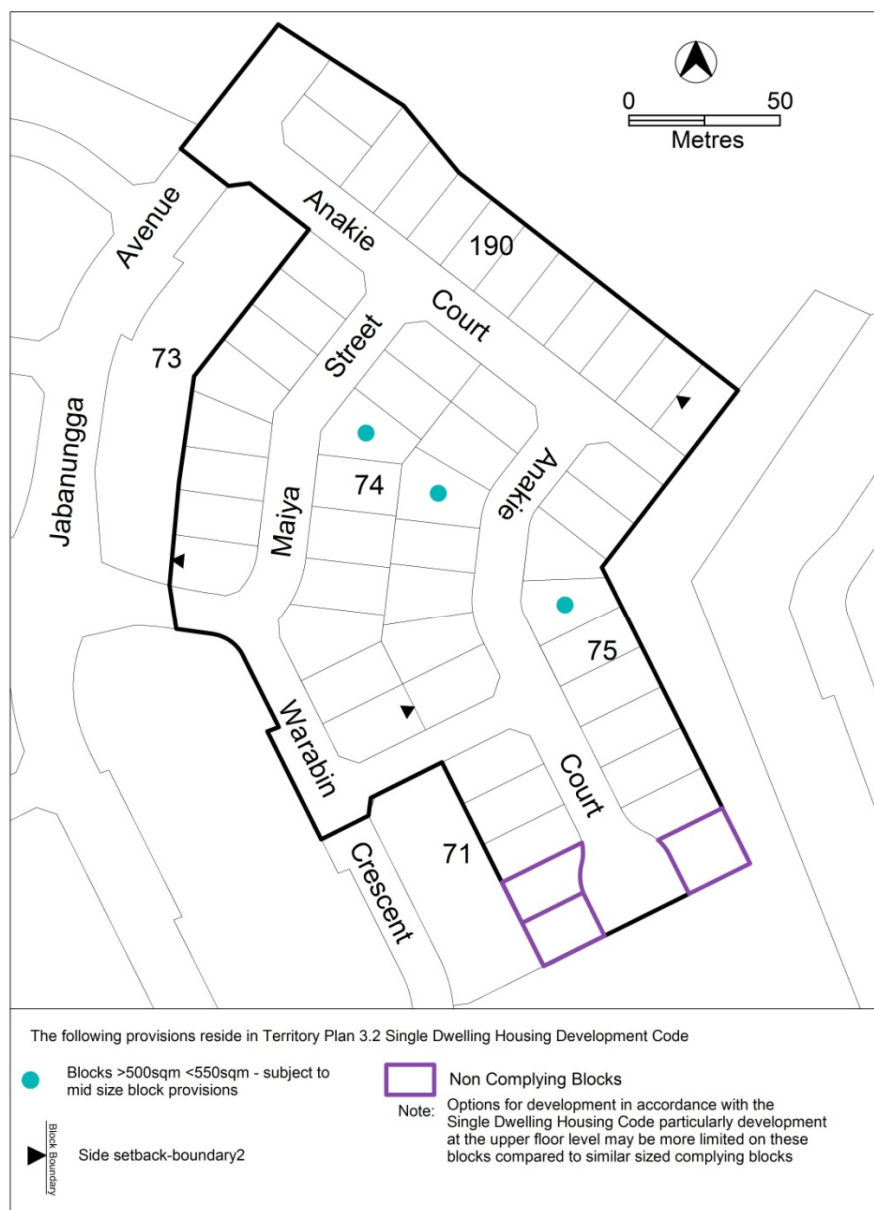 0 50
Metres
Anakie
Avenue
190
Court
Street
73
Jabanungga
Anakie
74
Maiya
75
Warabin
Court
71
Crescent
The following provisions reside in Territory Plan 3.2 Single Dwelling Housing Development Code
Blocks >500sqm <550sqm - subject to
mid size block provisions
Non Complying Blocks
Note: Options for development in accordance with the
Single Dwelling Housing Code particularly development
at the upper floor level may be more limited on these
blocks compared to similar sized complying blocks
Block Boundary
Side setback-boundary2